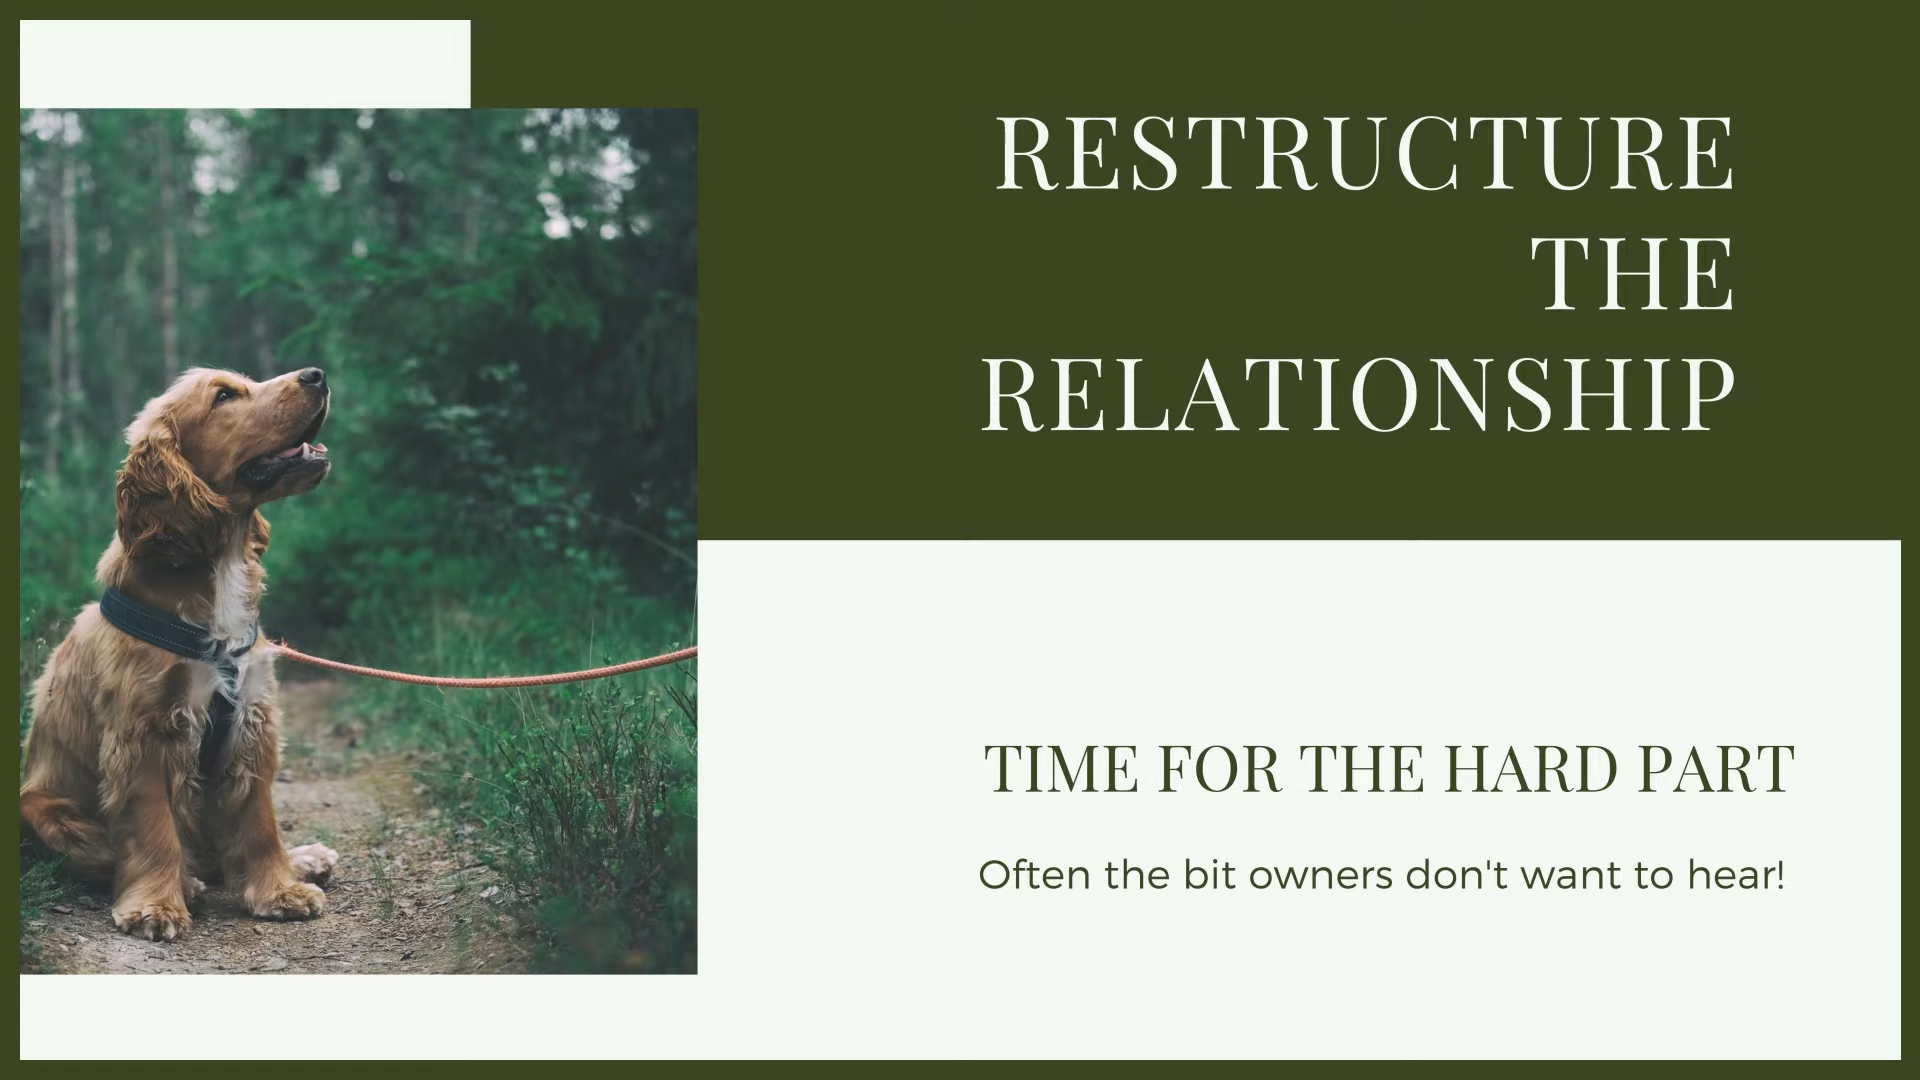 RESTRUCTURE
THE
RELATIONSHIP
TIME FOR THE HARD PART
Often the bit owners don't want to hear!